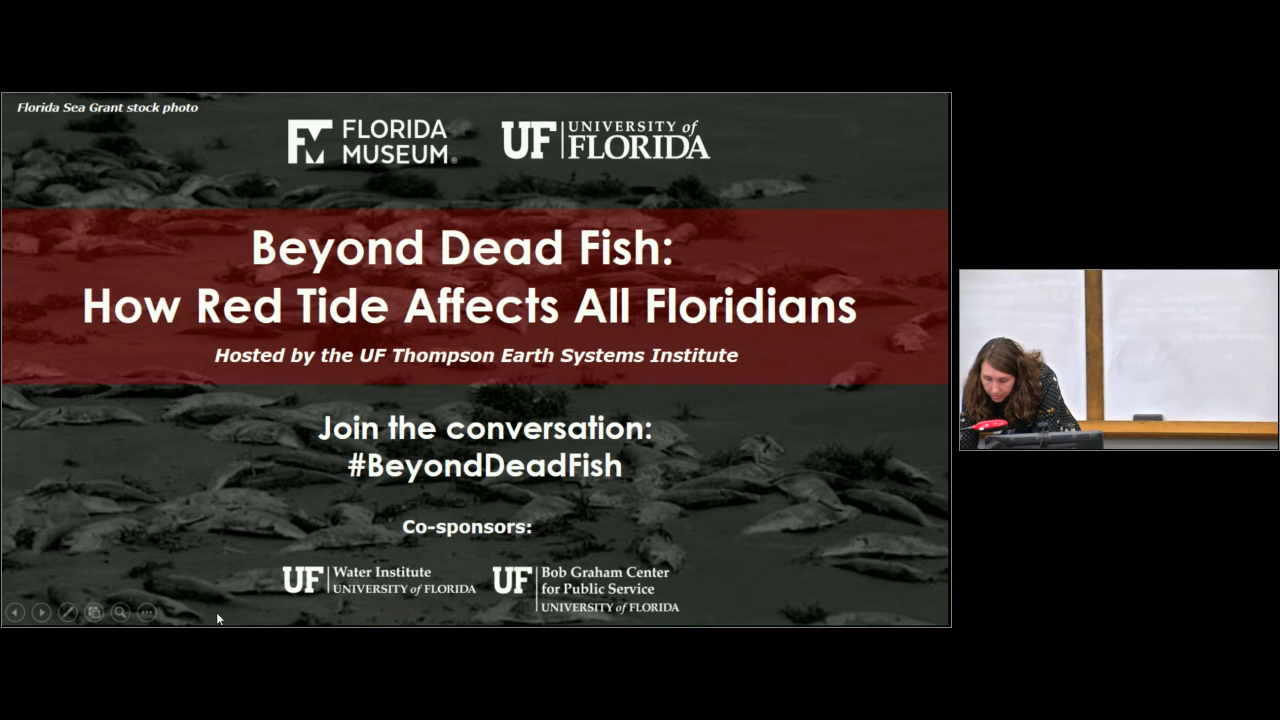 Florida Sea Grant stock photo
FLORIDA
MUSEUM®
UF UNIVERSITY of
FLORIDA
Beyond Dead Fish:
How Red Tide Affects All Floridians
Hosted by the UF Thompson Earth Systems Institute
Join the conversation:
#BeyondDeadFish
Co-sponsors:
UF Water Institute
UNIVERSITY of FLORIDA
UF Bob Graham Center
for Public Service
UNIVERSITY of FLORIDA